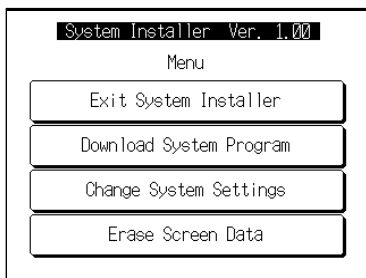 System Installer Ver. 1.00
Menu
Exit System Installer
Download System Program
Change System Settings
Erase Screen Data